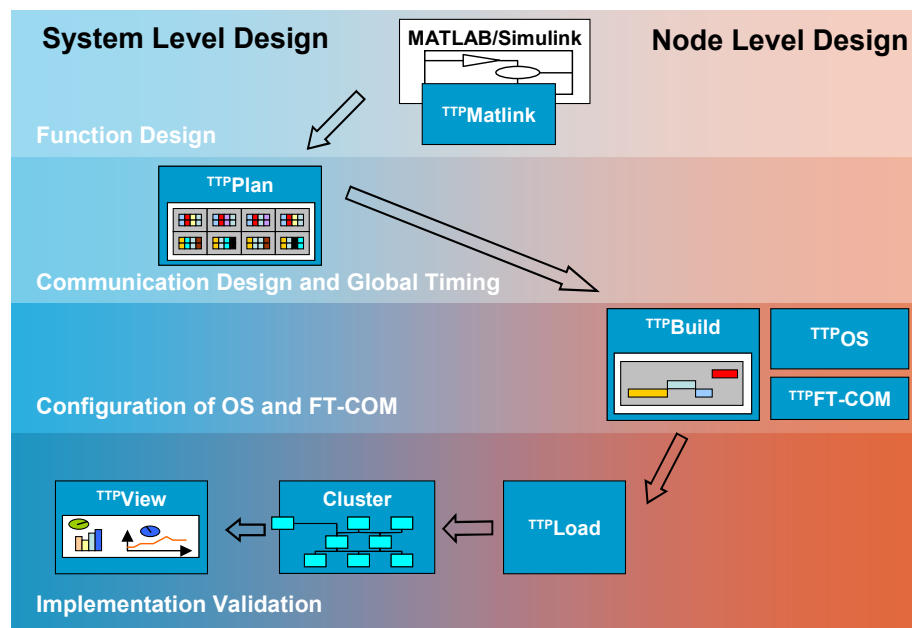 System Level Design
MATLAB/Simulink
Node Level Design
TTPMatlink
Function Design
TTPPlan
Communication Design and Global Timing
TTPBuild
TTPOS
TTPFT-COM
Configuration of OS and FT-COM
TTPView
Cluster
TTPLoad
Implementation Validation